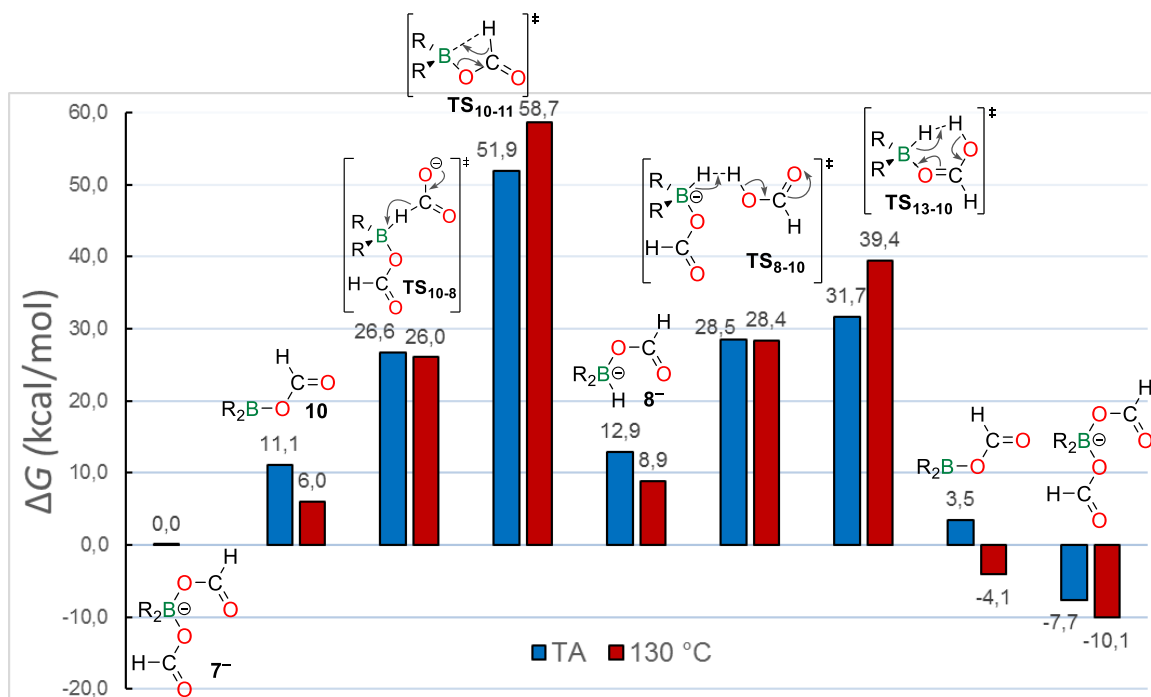 ‡
H
R
B
C
R
O
O
TS10-11
60,0
58,7
51,9
50,0
40,0
30,0
20,0
10,0
0,0
-10,0
-20,0
ΔG (kcal/mol)
0,0
H
O
C
R2B⊖
O
O
H
C
7–
O
H
C
O
R2B
O
10
11,1
6,0
‡
O⊖
C
H
O
R
B
R
O
H
C
TS10-8
O
26,6
26,0
H
O
C
R2B⊖
O
H
8–
12,9
8,9
‡
R
H
H
O
B⊖
R
O
C
O
H
H
C
O
TS8-10
28,5
28,4
‡
H
H
R
B
O
R
O
C
H
TS13-10
39,4
31,7
H
C
O
R2B
O
3,5
-4,1
H
O
C
R2B⊖
O
O
H
C
O
-7,7
-10,1
TA
130 °C